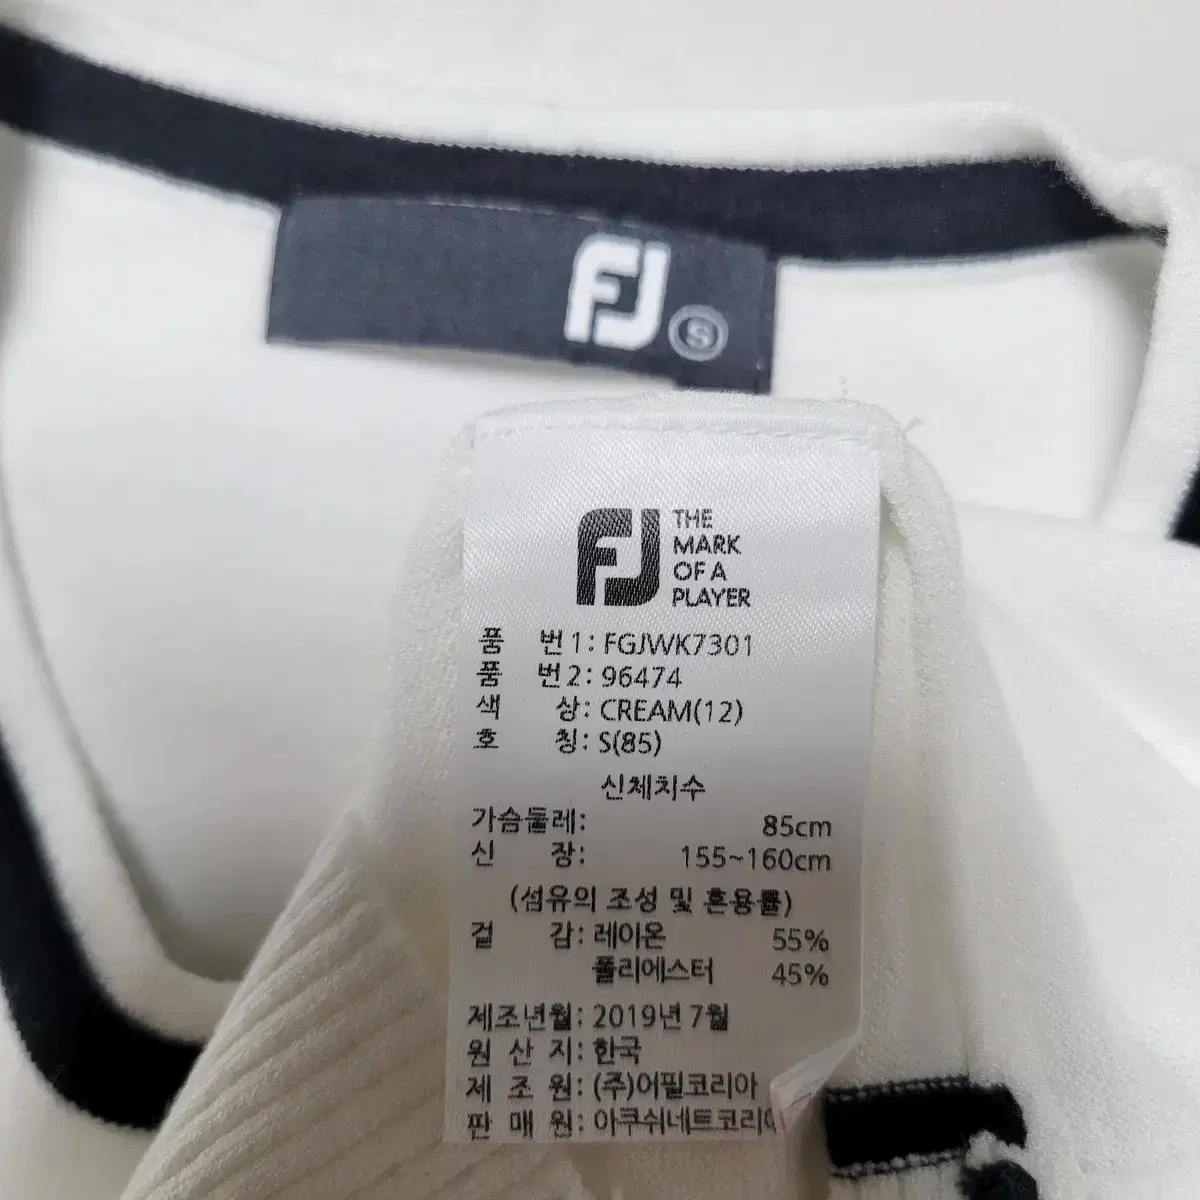 FJ S
FJ THE
MARK
OF A
PLAYER
품 번1: FGJWK7301
품 번2: 96474
색 상: CREAM(12)
호 칭: S(85)
신체치수
가슴둘레: 85cm
신 장: 155~160cm
(섬유의 조성 및 혼용률)
겉 감: 레이온 55%
폴리에스터 45%
제조년월: 2019년 7월
원 산 지: 한국
제 조 원: (주)어필코리아
판 매 원: 아쿠쉬네트코리아